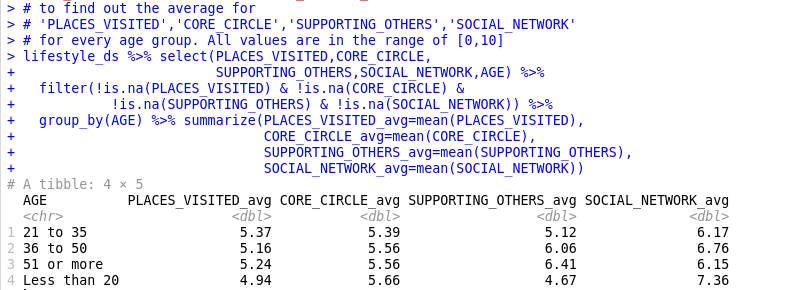 > # to find out the average for
> # 'PLACES_VISITED','CORE_CIRCLE','SUPPORTING_OTHERS','SOCIAL_NETWORK'
> # for every age group. All values are in the range of [0,10]
> lifestyle_ds %>% select(PLACES_VISITED,CORE_CIRCLE,
+                         SUPPORTING_OTHERS,SOCIAL_NETWORK,AGE) %>%
+   filter(!is.na(PLACES_VISITED) & !is.na(CORE_CIRCLE) &
+            !is.na(SUPPORTING_OTHERS) & !is.na(SOCIAL_NETWORK)) %>%
+   group_by(AGE) %>% summarize(PLACES_VISITED_avg=mean(PLACES_VISITED),
+                               CORE_CIRCLE_avg=mean(CORE_CIRCLE),
+                               SUPPORTING_OTHERS_avg=mean(SUPPORTING_OTHERS),
+                               SOCIAL_NETWORK_avg=mean(SOCIAL_NETWORK))
# A tibble: 4 × 5
  AGE          PLACES_VISITED_avg CORE_CIRCLE_avg SUPPORTING_OTHERS_avg SOCIAL_NETWORK_avg
  <chr>                     <dbl>           <dbl>                 <dbl>              <dbl>
1 21 to 35                   5.37            5.39                  5.12               6.17
2 36 to 50                   5.16            5.56                  6.06               6.76
3 51 or more                 5.24            5.56                  6.41               6.15
4 Less than 20               4.94            5.66                  4.67               7.36